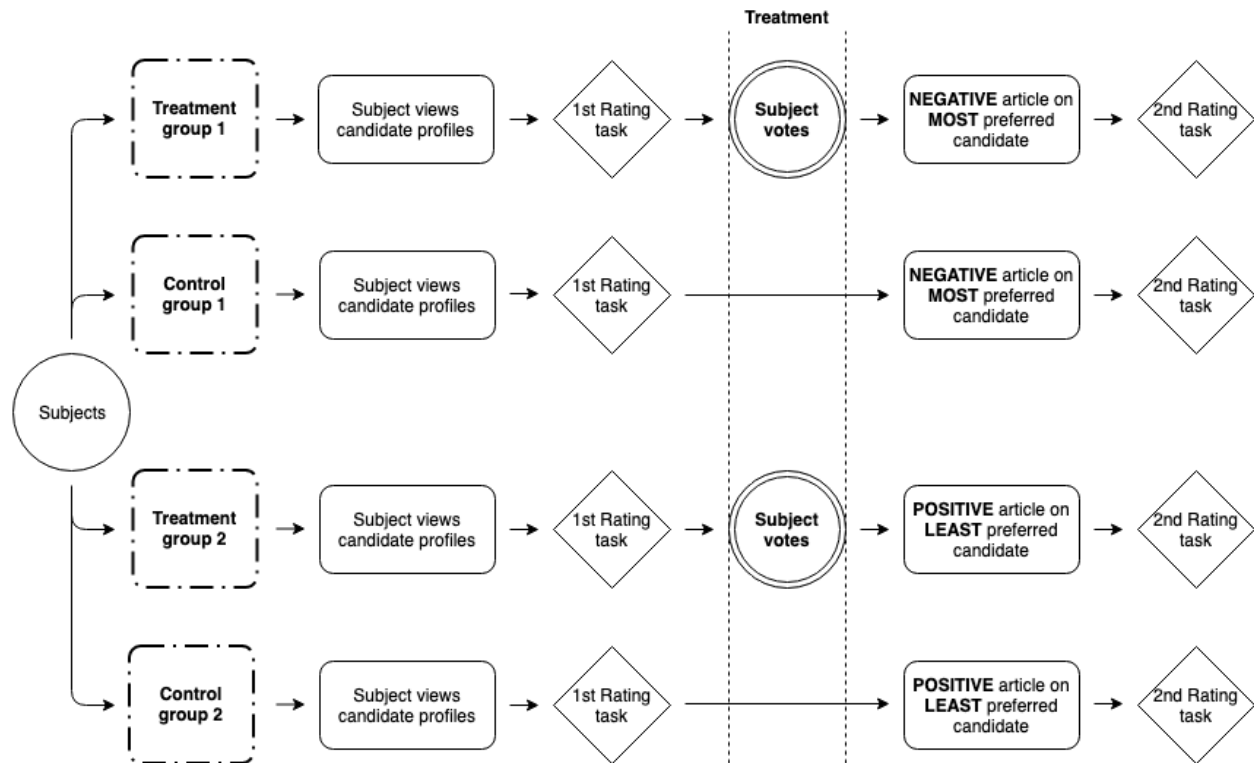 Treatment
Treatment
group 1
Subject views
candidate profiles
1st Rating
task
Subject
votes
NEGATIVE article on
MOST preferred
candidate
2nd Rating
task
Control
group 1
Subject views
candidate profiles
1st Rating
task
NEGATIVE article on
MOST preferred
candidate
2nd Rating
task
Subjects
Treatment
group 2
Subject views
candidate profiles
1st Rating
task
Subject
votes
POSITIVE article on
LEAST preferred
candidate
2nd Rating
task
Control
group 2
Subject views
candidate profiles
1st Rating
task
POSITIVE article on
LEAST preferred
candidate
2nd Rating
task